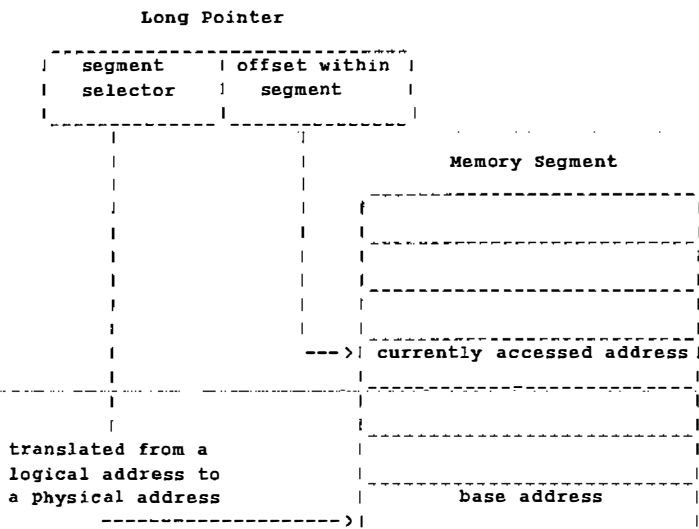 Long Pointer
segment offset within
selector segment
Memory Segment
currently accessed address
translated from a
logical address to
a physical address base address